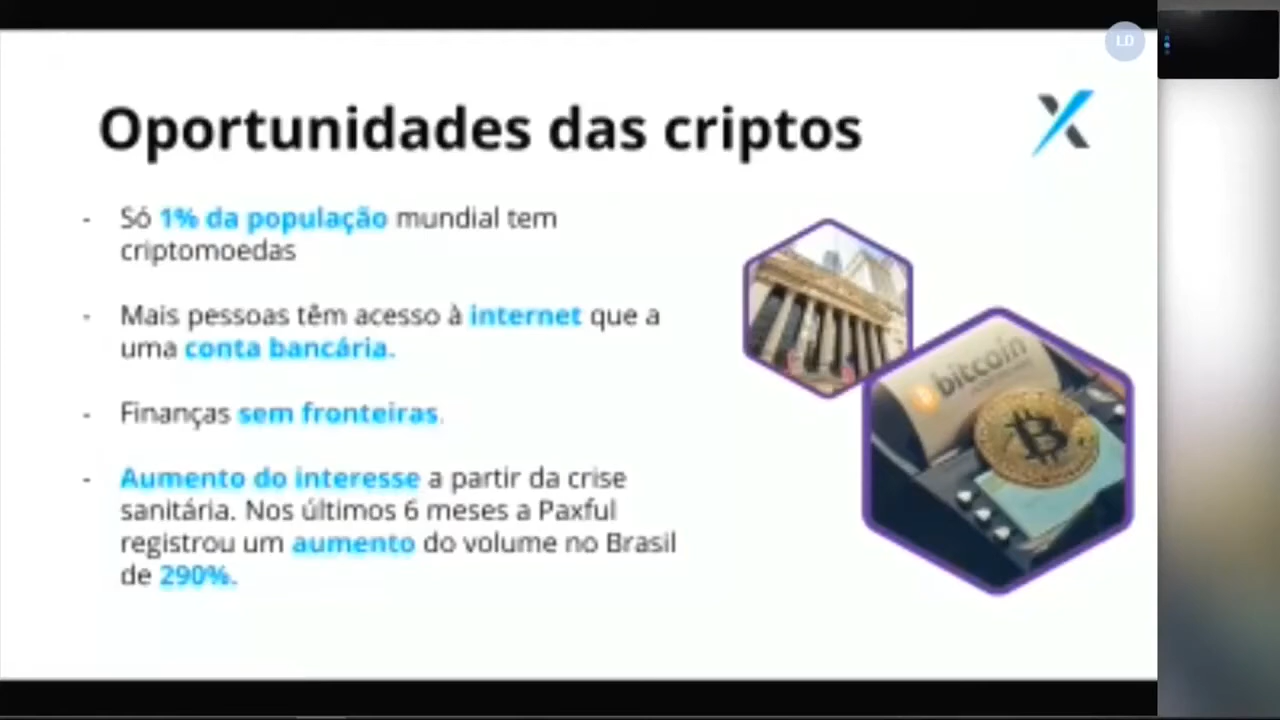 LD
Oportunidades das criptos
- Só 1% da população mundial tem
criptomoedas
- Mais pessoas têm acesso à internet que a
uma conta bancária.
- Finanças sem fronteiras.
- Aumento do interesse a partir da crise
sanitária. Nos últimos 6 meses a Paxful
registrou um aumento do volume no Brasil
de 290%.
bitcoin